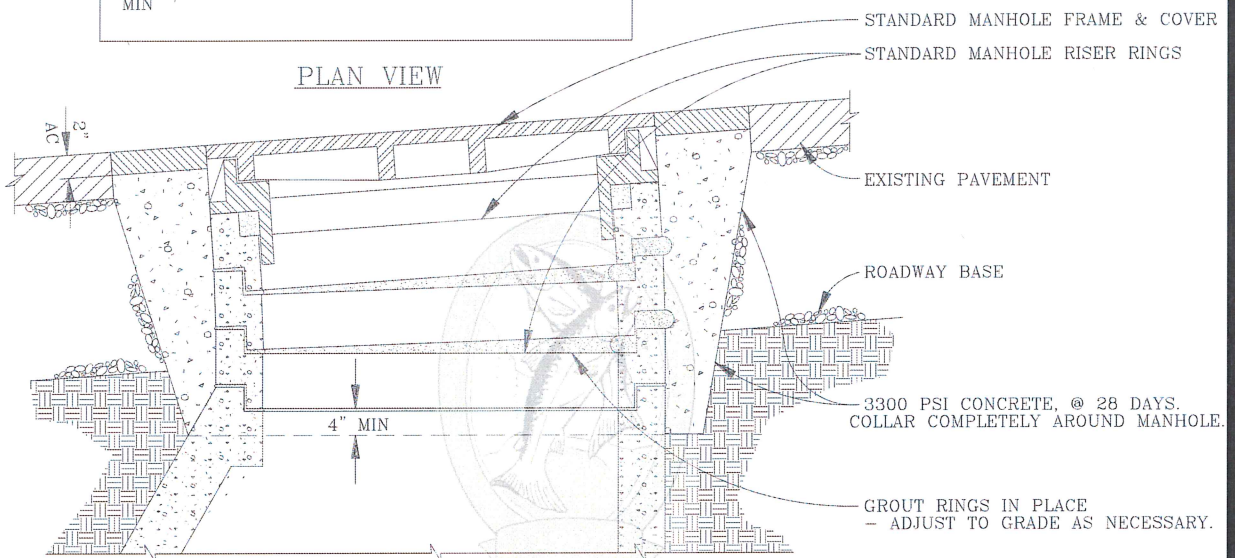 MIN
PLAN VIEW
STANDARD MANHOLE FRAME & COVER
STANDARD MANHOLE RISER RINGS
2"
AC
EXISTING PAVEMENT
ROADWAY BASE
3300 PSI CONCRETE, @ 28 DAYS.
COLLAR COMPLETELY AROUND MANHOLE.
4" MIN
GROUT RINGS IN PLACE
- ADJUST TO GRADE AS NECESSARY.